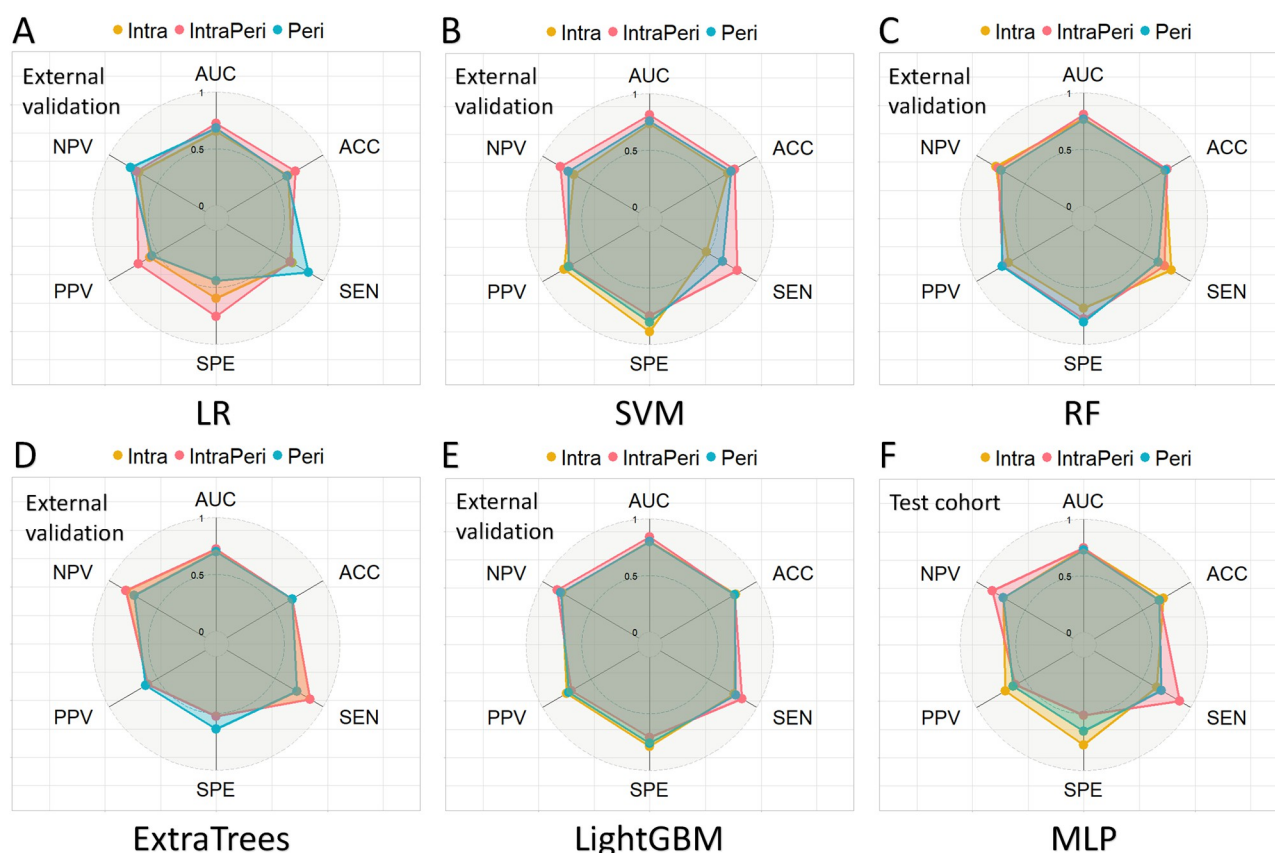 A
Intra IntraPeri Peri
External
validation
AUC
1
NPV
ACC
0.5
0
PPV
SEN
SPE
LR
B
Intra IntraPeri Peri
External
validation
AUC
1
NPV
ACC
0.5
0
PPV
SEN
SPE
SVM
C
Intra IntraPeri Peri
External
validation
AUC
1
NPV
ACC
0.5
0
PPV
SEN
SPE
RF
D
Intra IntraPeri Peri
External
validation
AUC
1
NPV
ACC
0.5
0
PPV
SEN
SPE
ExtraTrees
E
Intra IntraPeri Peri
External
validation
AUC
1
NPV
ACC
0.5
0
PPV
SEN
SPE
LightGBM
F
Intra IntraPeri Peri
Test cohort
AUC
1
NPV
ACC
0.5
0
PPV
SEN
SPE
MLP